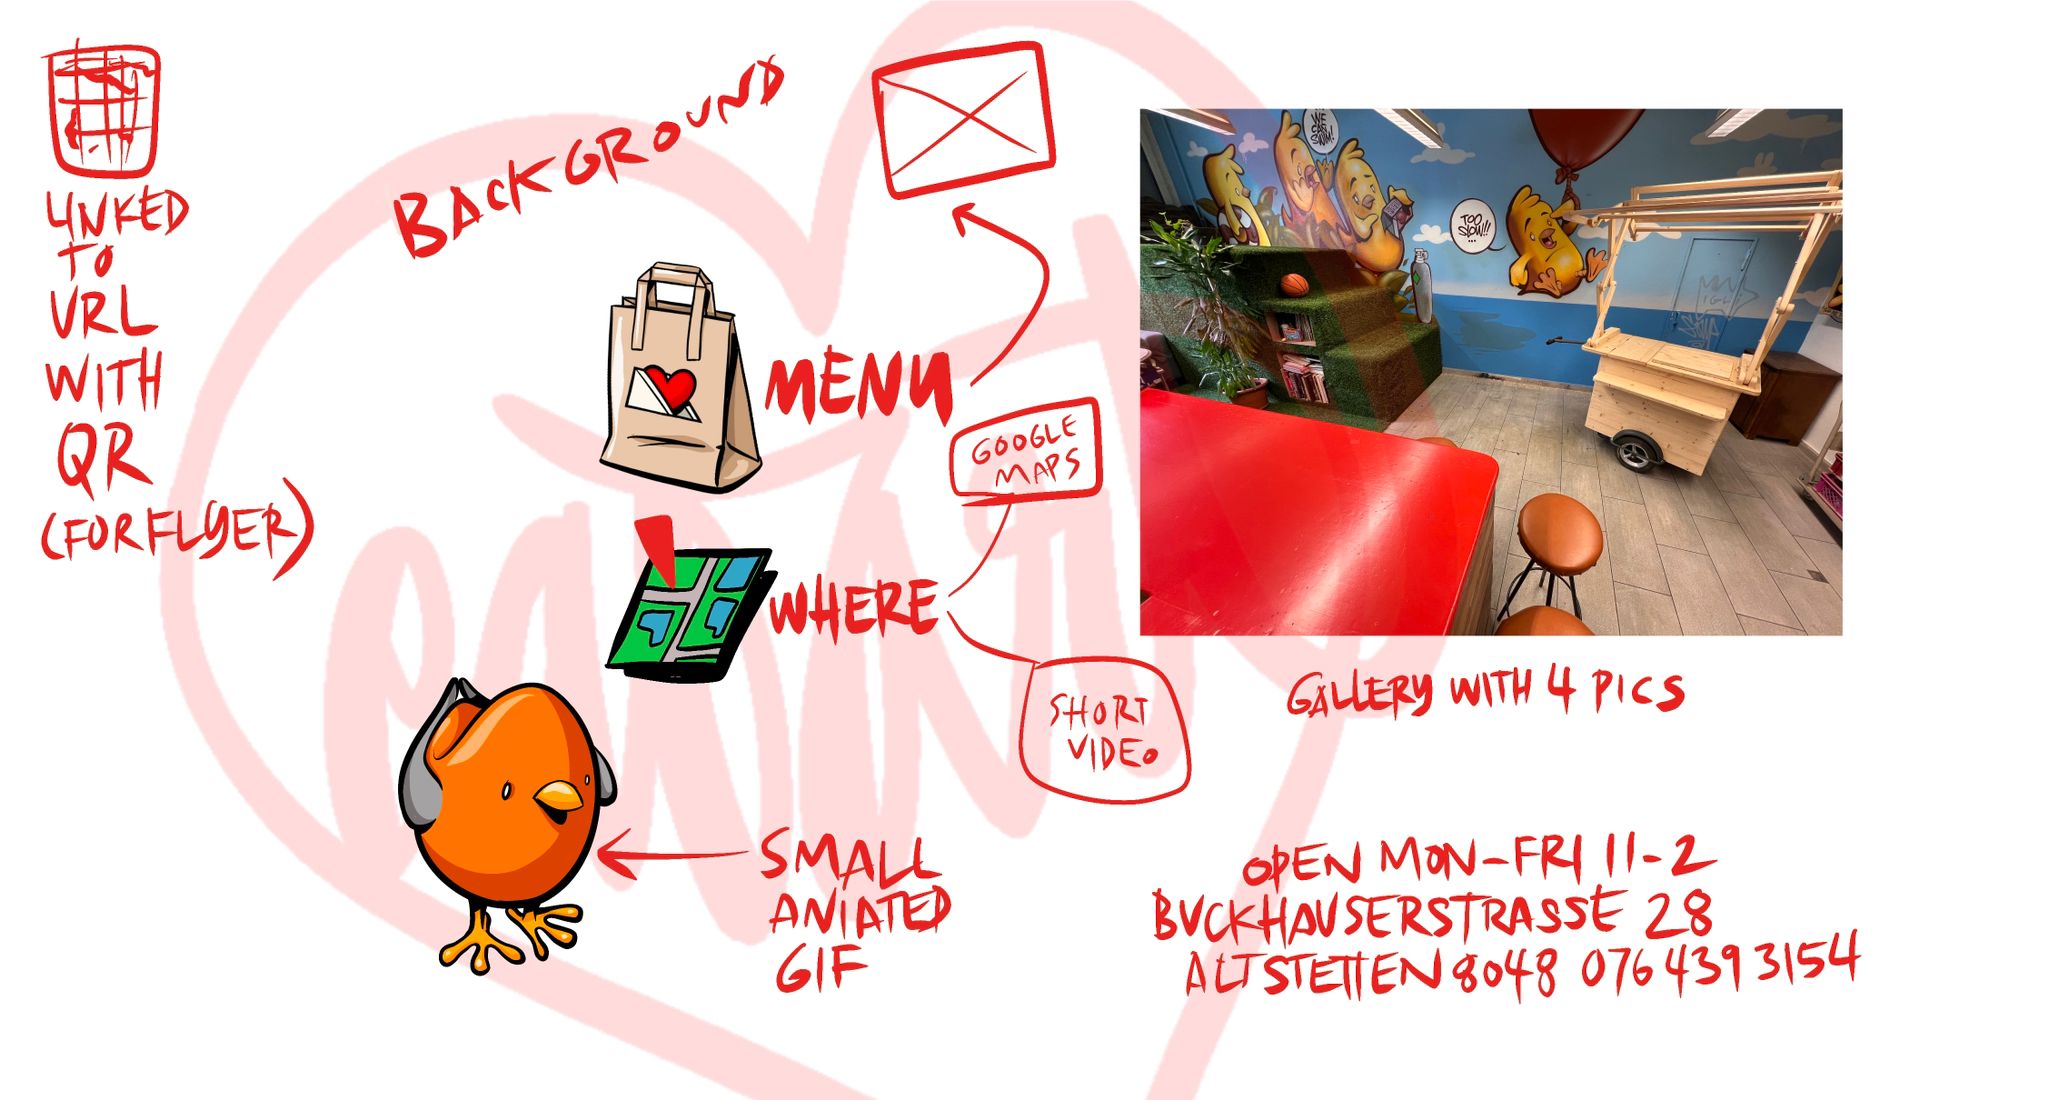 LINKED
TO
URL
WITH
QR
(FOR FLYER)
BACKGROUND
MENU
GOOGLE
MAPS
WHERE
SHORT
VIDEO
SMALL
ANIATED
GIF
WE
CAN
SWIM!
TOO
SLOW!!
...
GALLERY WITH 4 PICS
OPEN MON-FRI 11-2
BUCKHAUSERSTRASSE 28
ALTSTETTEN 8048 076 439 3154